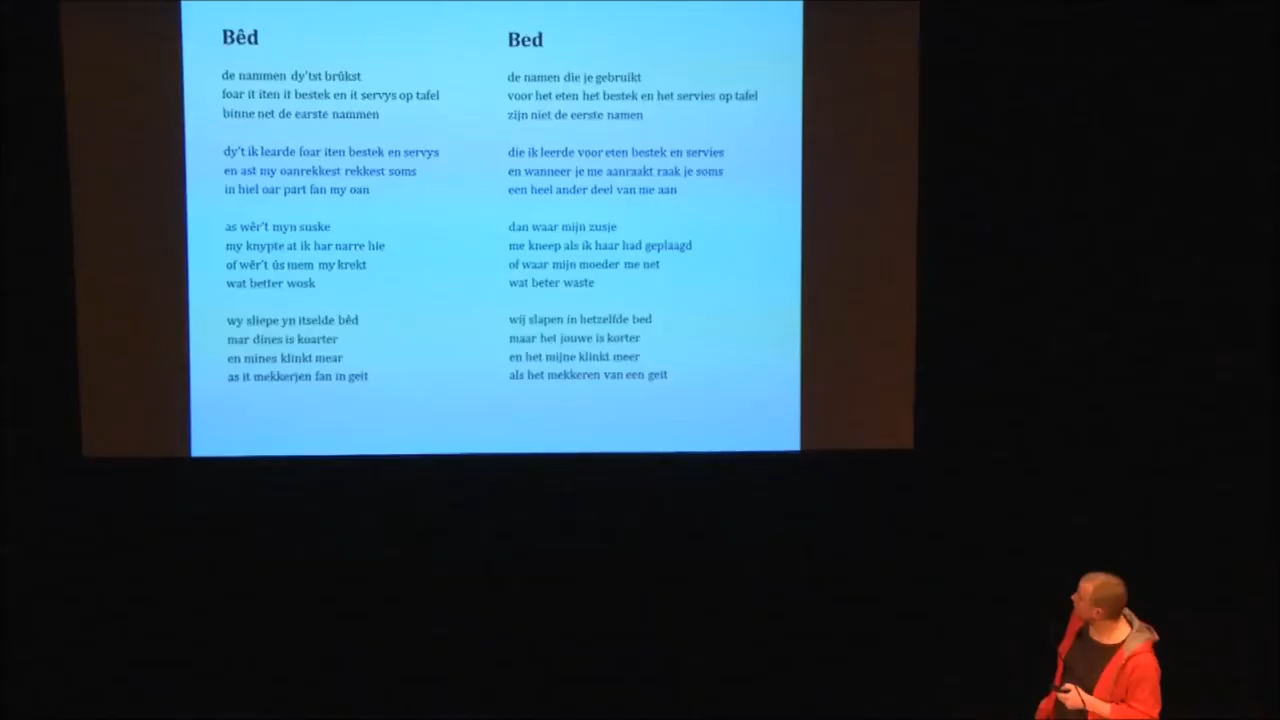 Bêd
de nammen dy'tst brûkst
foar it iten it bestek en it servys op tafel
binne net de earste nammen
dy't ik learde foar iten bestek en servys
en ast my oanrekkest rekkest soms
in hiel oar part fan my oan
as wêr't myn suske
my knypte at ik har narre hie
of wêr't ús mem my krekt
wat better wosk
wy sliepe yn itselde bêd
mar dines is koarter
en mines klinkt mear
as it mekkerjen fan in geit
Bed
de namen die je gebruikt
voor het eten het bestek en het servies op tafel
zijn niet de eerste namen
die ik leerde voor eten bestek en servies
en wanneer je me aanraakt raak je soms
een heel ander deel van me aan
dan waar mijn zusje
me kneep als ik haar had geplaagd
of waar mijn moeder me net
wat beter waste
wij slapen in hetzelfde bed
maar het jouwe is korter
en het mijne klinkt meer
als het mekkeren van een geit